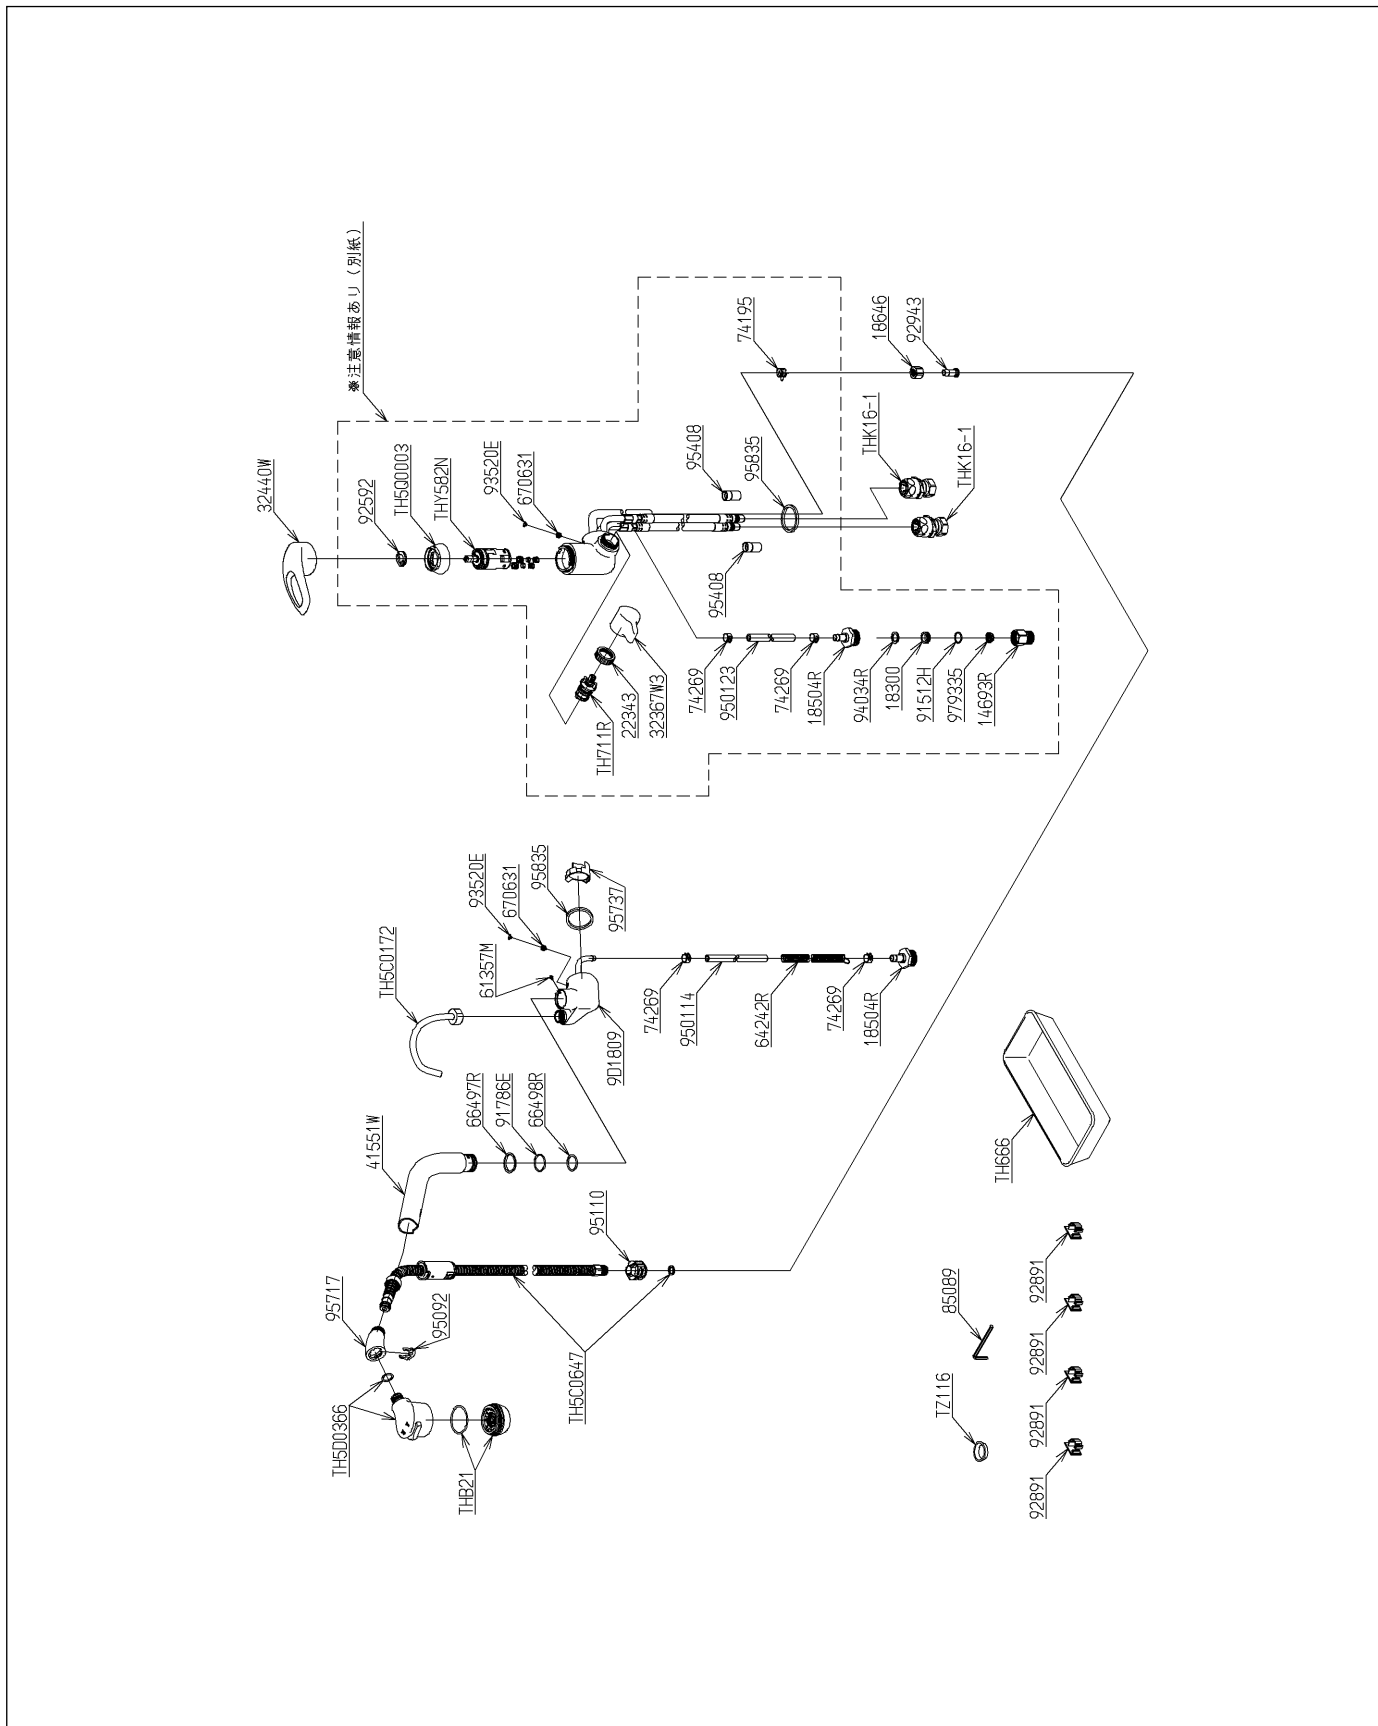 ※注意情報あり（別紙）
32440W
92592
TH5Q0003
THY582N
93520E
670631
74195
18646
92943
95408
95835
THK16-1
THK16-1
95408
TH711R
22343
32367W3
74269
950123
74269
18504R
94034R
18300
91512H
979335
14693R
TH5C0172
93520E
670631
61357M
95835
95737
9D1809
74269
950114
64242R
74269
18504R
41551W
66497R
91786E
66498R
95717
95092
95110
TH5D0366
THB21
TH5C0647
TH666
85089
TZ116
92891
92891
92891
92891